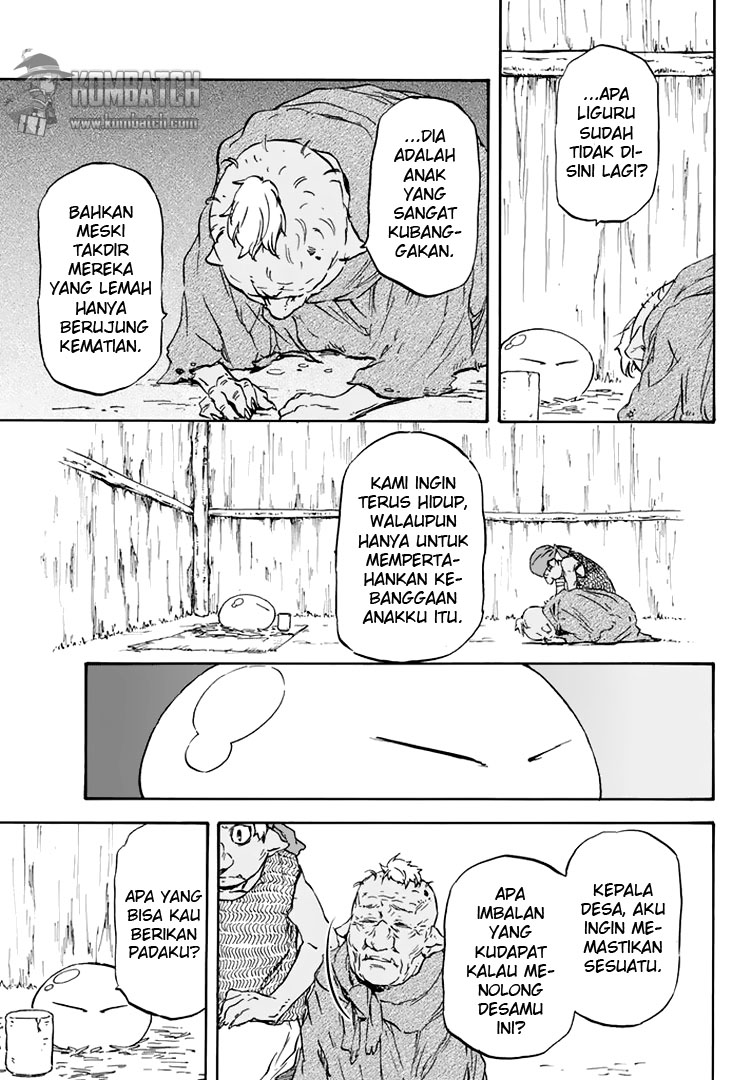 ...APA
LIGURU
SUDAH
TIDAK DI-
SINI LAGI?
...DIA
ADALAH
ANAK
YANG
SANGAT
KUBANG-
GAKAN.
BAHKAN
MESKI
TAKDIR
MEREKA
YANG LEMAH
HANYA
BERUJUNG
KEMATIAN.
KAMI INGIN
TERUS HIDUP,
WALAUPUN
HANYA UNTUK
MEMPERTA-
HANKAN KE-
BANGGAAN
ANAKKU ITU.
KEPALA
DESA, AKU
INGIN ME-
MASTIKAN
SESUATU.
APA
IMBALAN
YANG
KUDAPAT
KALAU ME-
NOLONG
DESAMU
INI?
APA YANG
BISA KAU
BERIKAN
PADAKU?
KOMBATCH
www.kombatch.com